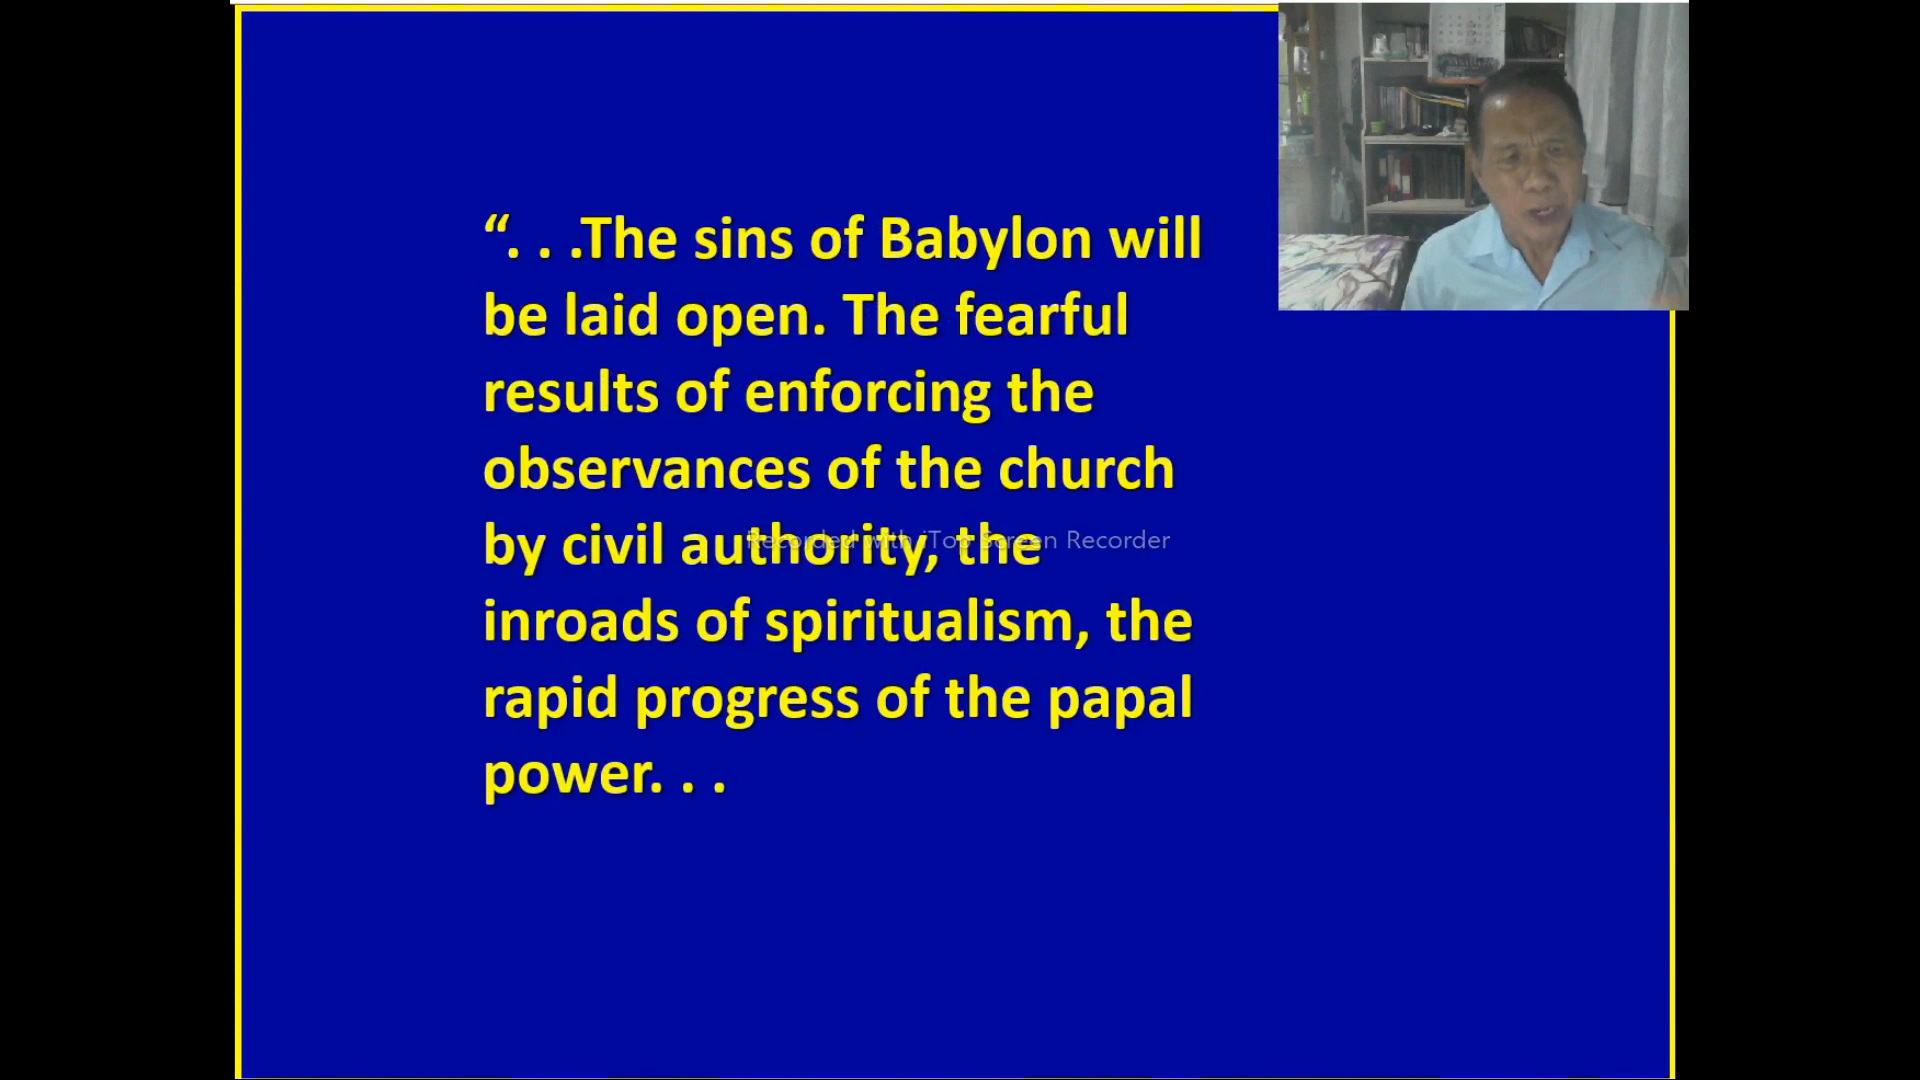 “. . .The sins of Babylon will
be laid open. The fearful
results of enforcing the
observances of the church
by civil authority, the
inroads of spiritualism, the
rapid progress of the papal
power. . .
Recorded with iTop Screen Recorder